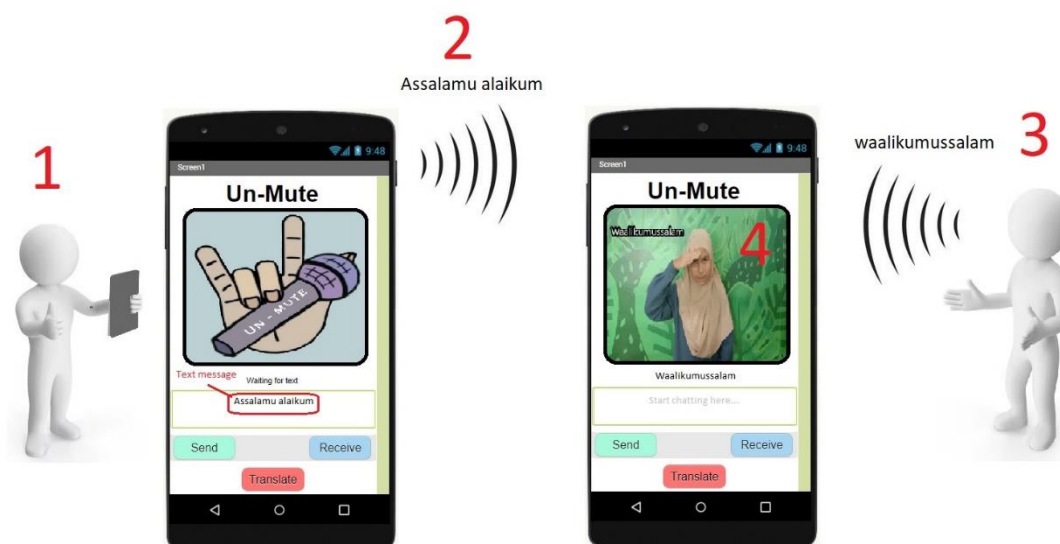 1
2
Assalamu alaikum
9:48
Screen1
Un-Mute
UN - MUTE
Text message
Waiting for text
Assalamu alaikum
Send
Receive
Translate
9:48
Screen1
Un-Mute
Waalikumussalam
4
Waalikumussalam
Start chatting here...
Send
Receive
Translate
waalikumussalam
3